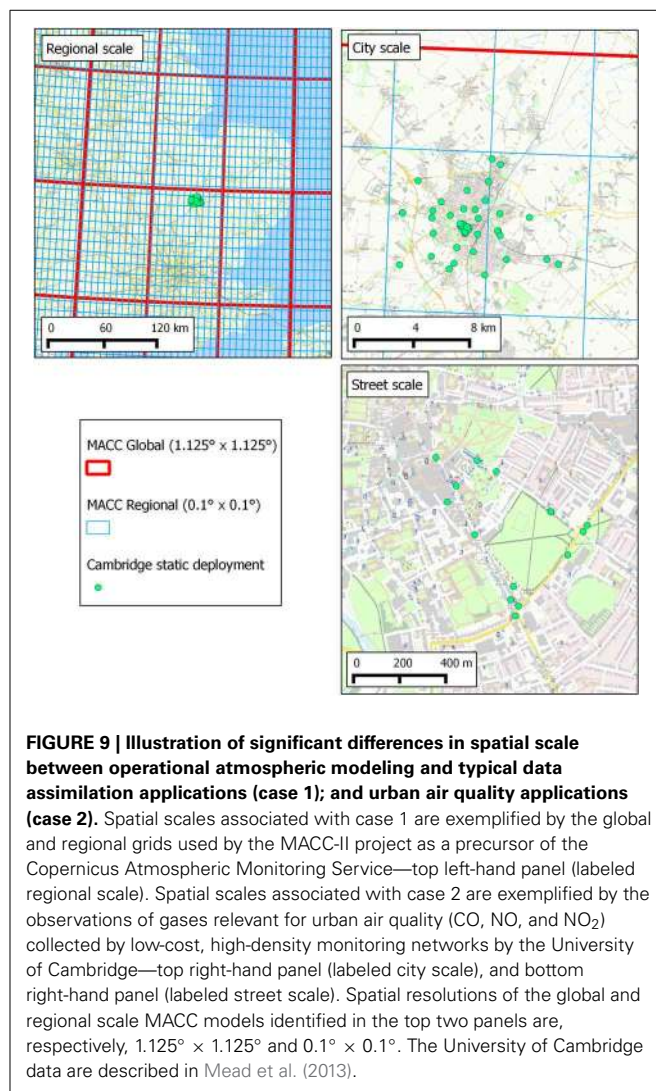 Regional scale
0 60 120 km
City scale
0 4 8 km
MACC Global (1.125° x 1.125°)
MACC Regional (0.1° x 0.1°)
Cambridge static deployment
Street scale
0 200 400 m
FIGURE 9 | Illustration of significant differences in spatial scale
between operational atmospheric modeling and typical data
assimilation applications (case 1); and urban air quality applications
(case 2). Spatial scales associated with case 1 are exemplified by the global
and regional grids used by the MACC-II project as a precursor of the
Copernicus Atmospheric Monitoring Service—top left-hand panel (labeled
regional scale). Spatial scales associated with case 2 are exemplified by the
observations of gases relevant for urban air quality (CO, NO, and NO₂)
collected by low-cost, high-density monitoring networks by the University
of Cambridge—top right-hand panel (labeled city scale), and bottom
right-hand panel (labeled street scale). Spatial resolutions of the global and
regional scale MACC models identified in the top two panels are,
respectively, 1.125° × 1.125° and 0.1° × 0.1°. The University of Cambridge
data are described in Mead et al. (2013).